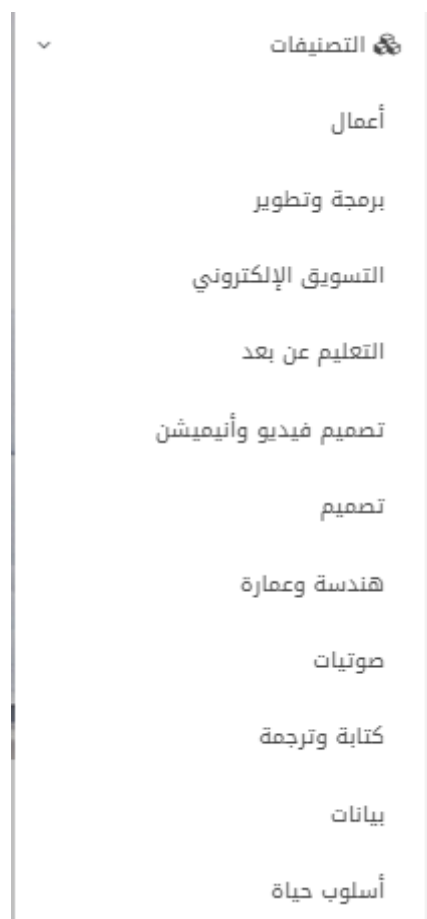 التصنيفات
أعمال
برمجة وتطوير
التسويق الإلكتروني
التعليم عن بعد
تصميم فيديو وأنيميشن
تصميم
هندسة وعمارة
صوتيات
كتابة وترجمة
بيانات
أسلوب حياة